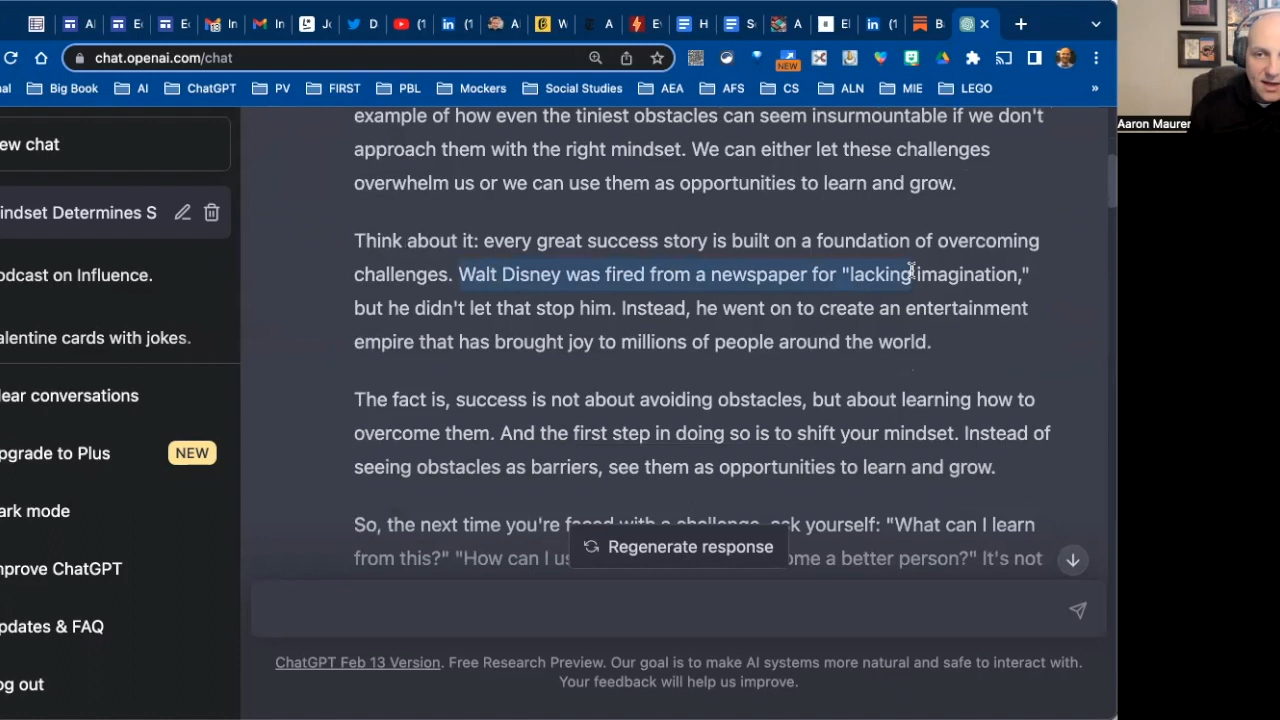 chat.openai.com/chat
NEW
Big Book
AI
ChatGPT
PV
FIRST
PBL
Mockers
Social Studies
AEA
AFS
CS
ALN
MIE
LEGO
»
Aaron Maurer
ew chat
indset Determines S
odcast on Influence.
alentine cards with jokes.
lear conversations
pgrade to Plus NEW
ark mode
mprove ChatGPT
pdates & FAQ
og out
example of how even the tiniest obstacles can seem insurmountable if we don't
approach them with the right mindset. We can either let these challenges
overwhelm us or we can use them as opportunities to learn and grow.
Think about it: every great success story is built on a foundation of overcoming
challenges. Walt Disney was fired from a newspaper for "lacking imagination,"
but he didn't let that stop him. Instead, he went on to create an entertainment
empire that has brought joy to millions of people around the world.
The fact is, success is not about avoiding obstacles, but about learning how to
overcome them. And the first step in doing so is to shift your mindset. Instead of
seeing obstacles as barriers, see them as opportunities to learn and grow.
So, the next time you're faced with a challenge, ask yourself: "What can I learn
from this?" "How can I us ome a better person?" It's not
Regenerate response
ChatGPT Feb 13 Version. Free Research Preview. Our goal is to make AI systems more natural and safe to interact with.
Your feedback will help us improve.